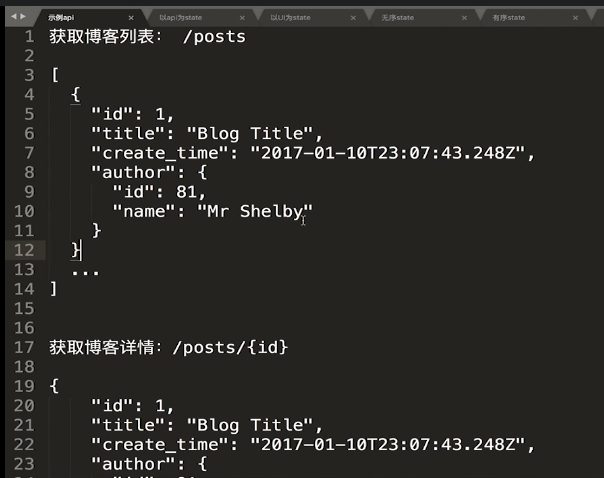 示例api
以api为state
以UI为state
无序state
有序state
1 获取博客列表： /posts
2
3 [
4 {
5 "id": 1,
6 "title": "Blog Title",
7 "create_time": "2017-01-10T23:07:43.248Z",
8 "author": {
9 "id": 81,
10 "name": "Mr Shelby"
11 }
12 }
13 ...
14 ]
15
16
17 获取博客详情：/posts/{id}
18
19 {
20 "id": 1,
21 "title": "Blog Title",
22 "create_time": "2017-01-10T23:07:43.248Z",
23 "author": {